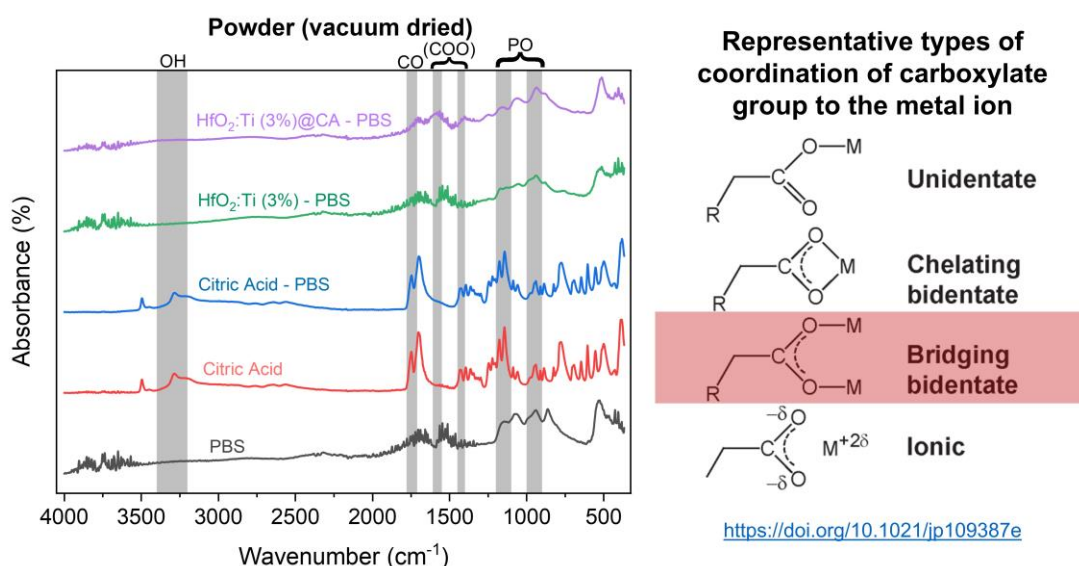 Powder (vacuum dried)
OH
CO
(COO)
PO
HfO₂:Ti (3%)@CA - PBS
HfO₂:Ti (3%) - PBS
Citric Acid - PBS
Citric Acid
PBS
Absorbance (%)
4000 3500 3000 2500 2000 1500 1000 500
Wavenumber (cm⁻¹)
Representative types of
coordination of carboxylate
group to the metal ion
R C O O M
Unidentate
R C O O M
Chelating
bidentate
R C O M O M
Bridging
bidentate
−δ O C O −δ M⁺²δ
Ionic
https://doi.org/10.1021/jp109387e